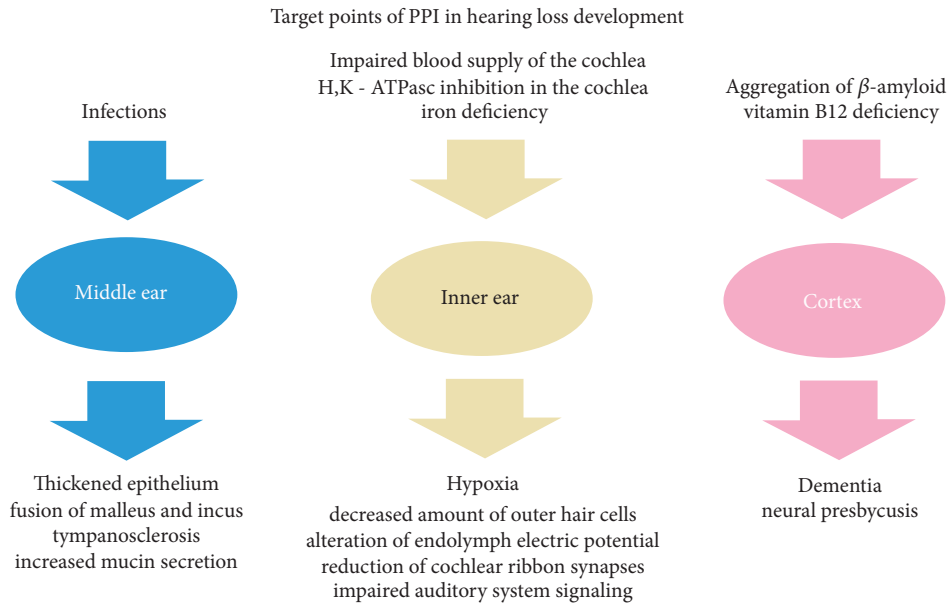 Target points of PPI in hearing loss development
Infections
Middle ear
Thickened epithelium
fusion of malleus and incus
tympanosclerosis
increased mucin secretion
Impaired blood supply of the cochlea
H,K - ATPasc inhibition in the cochlea
iron deficiency
Inner ear
Hypoxia
decreased amount of outer hair cells
alteration of endolymph electric potential
reduction of cochlear ribbon synapses
impaired auditory system signaling
Aggregation of β-amyloid
vitamin B12 deficiency
Cortex
Dementia
neural presbycusis